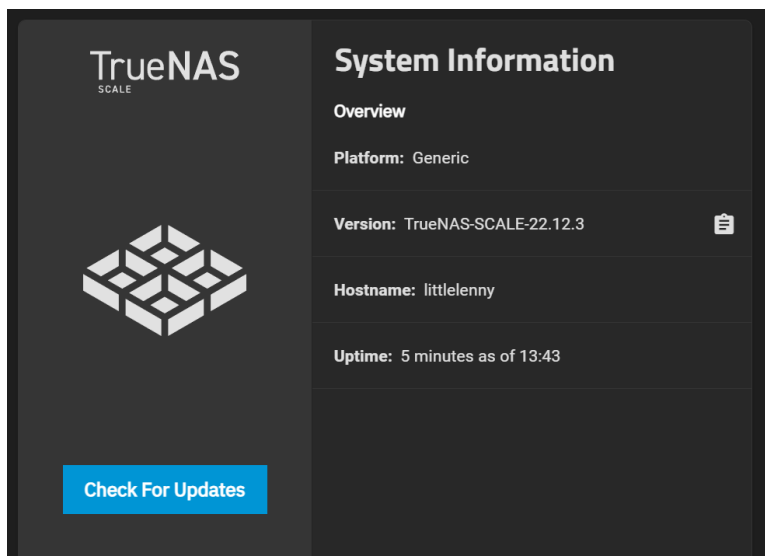 TrueNAS
SCALE
System Information
Overview
Platform: Generic
Version: TrueNAS-SCALE-22.12.3
Hostname: littlelenny
Uptime: 5 minutes as of 13:43
Check For Updates